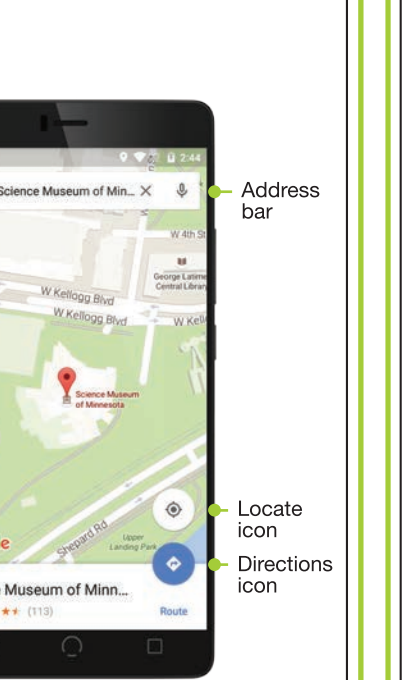 2:44
Science Museum of Min...
Address
bar
W 4th St
George Latime
Central Library
W Kellogg Blvd
W Kellogg Blvd
W Kell
Science Museum
of Minnesota
Locate
icon
Shepard Rd
Upper
Landing Park
e
Directions
icon
e Museum of Minn...
(113)
Route